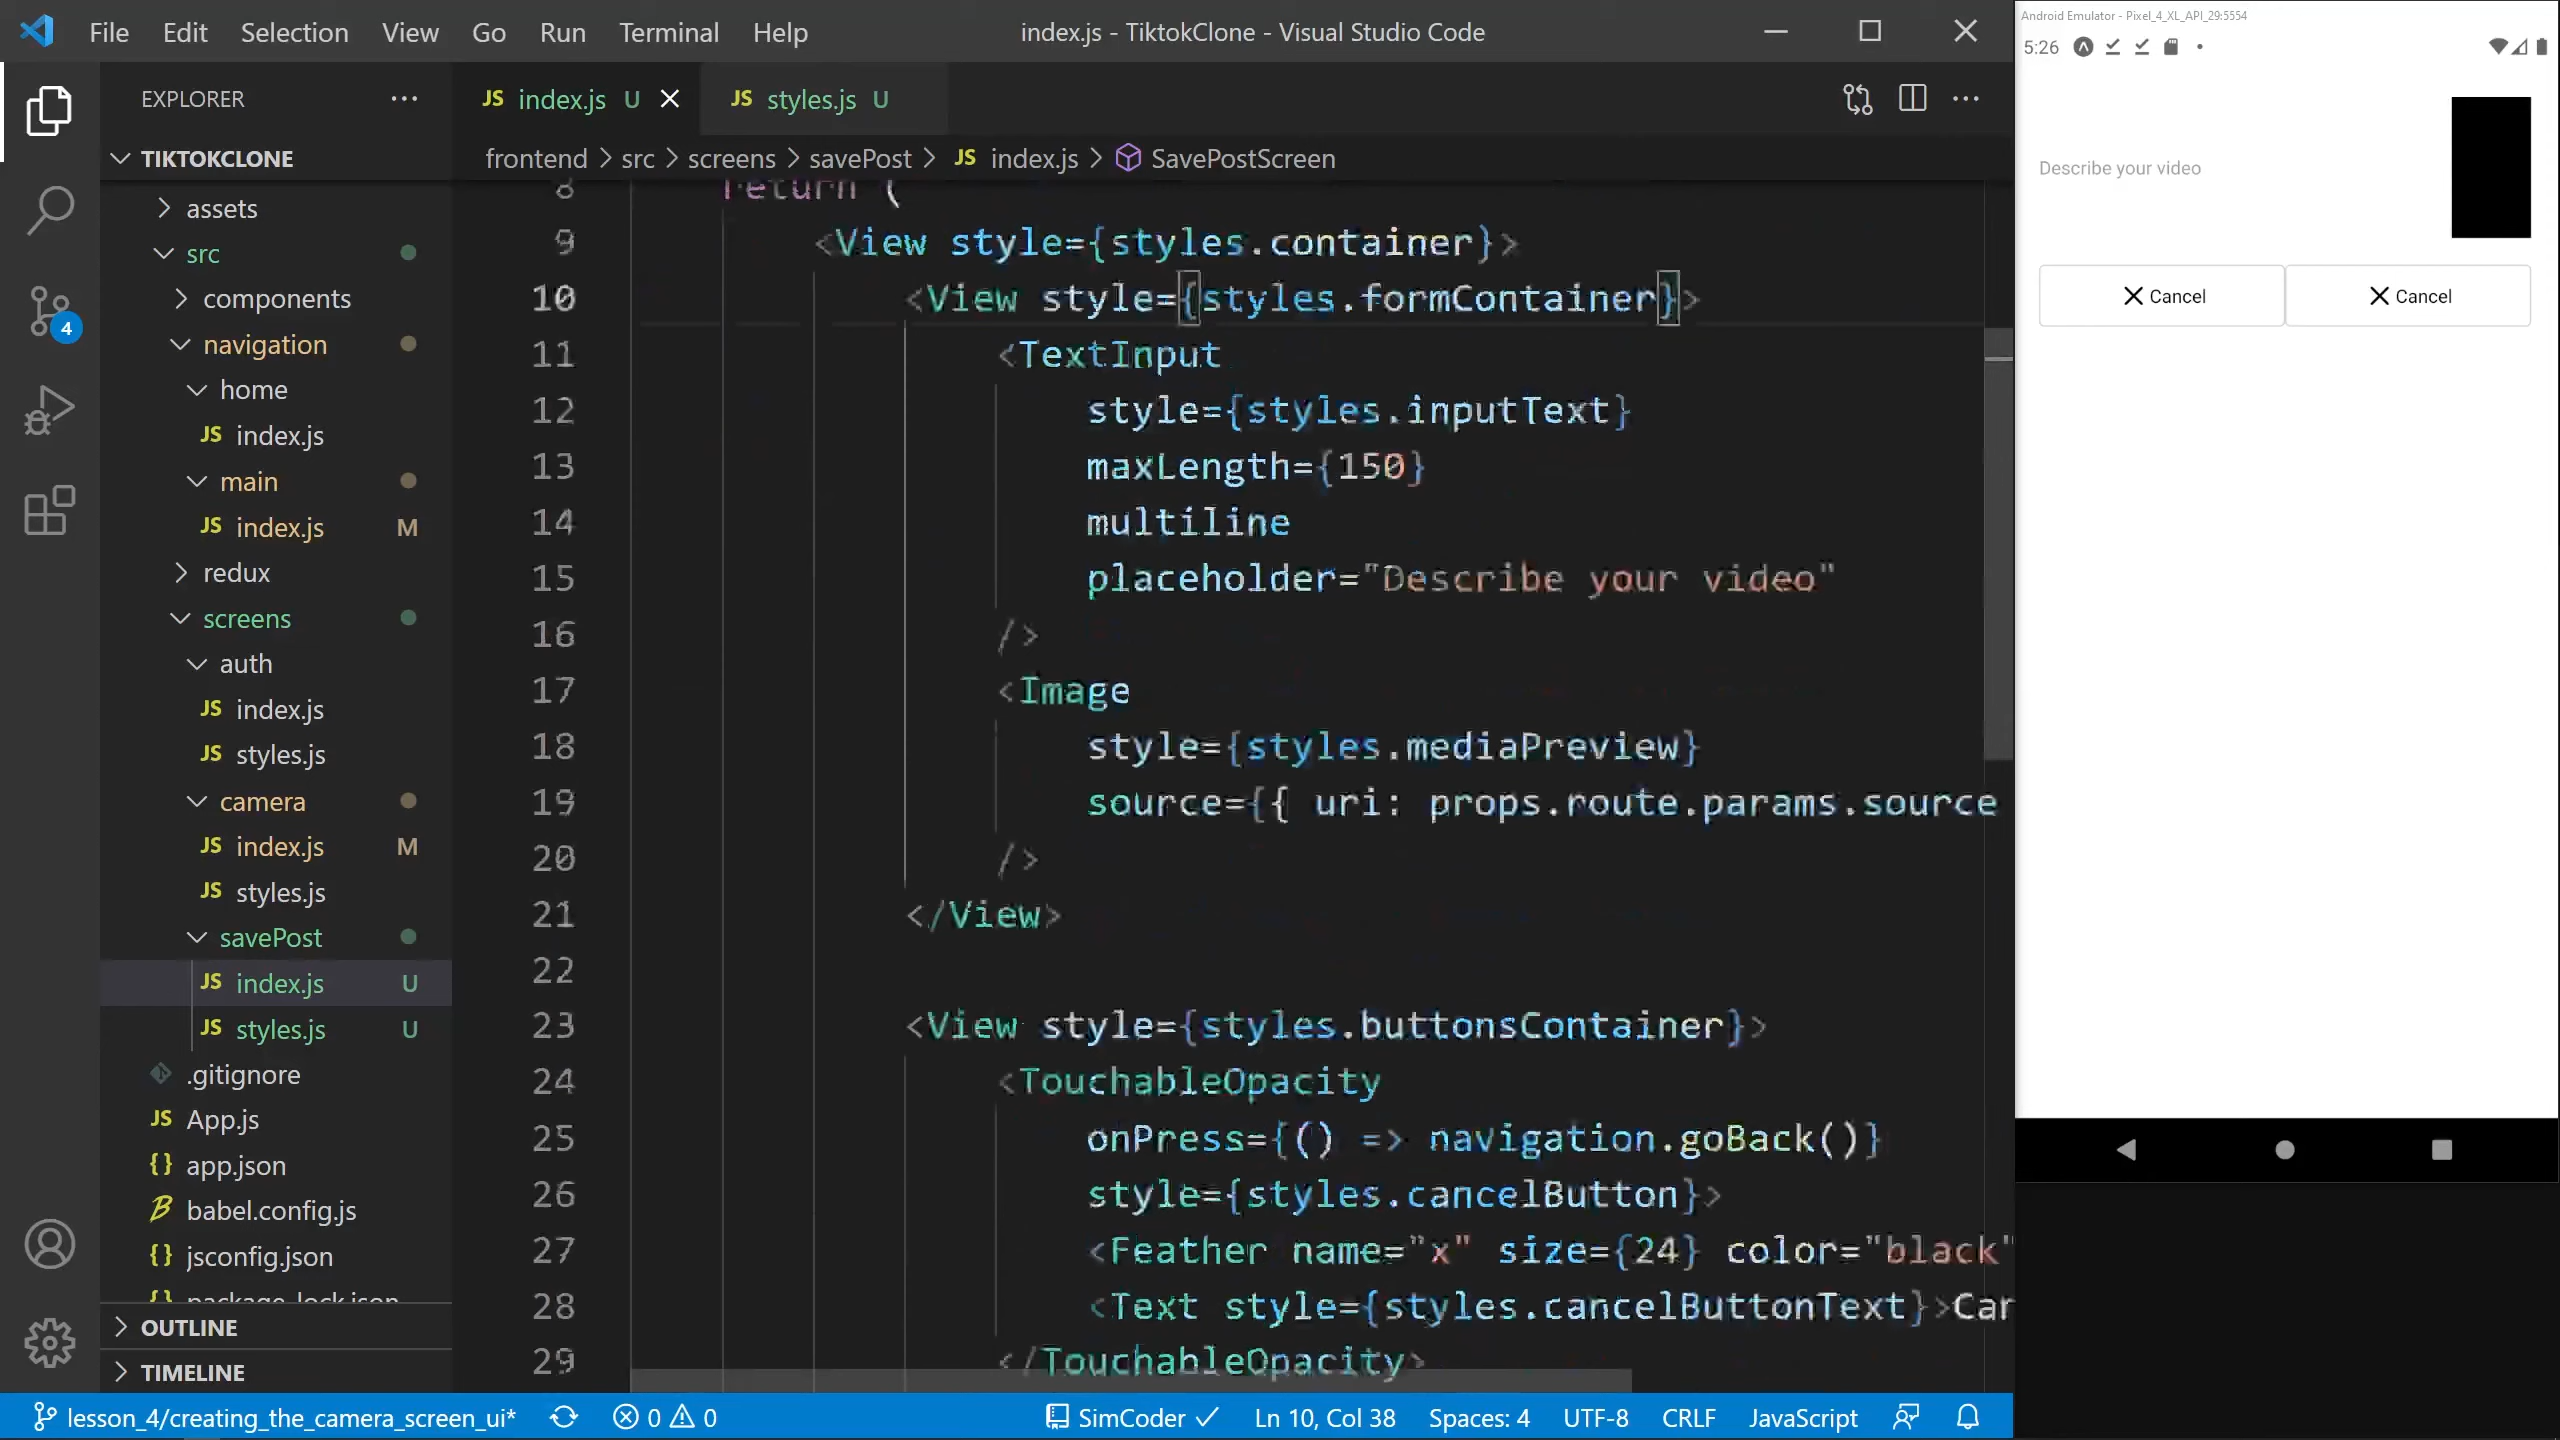 File Edit Selection View Go Run Terminal Help
index.js - TiktokClone - Visual Studio Code
EXPLORER
TIKTOKCLONE
assets
src
components
navigation
home
JS index.js
main
JS index.js M
redux
screens
auth
JS index.js
JS styles.js
camera
JS index.js M
JS styles.js
savePost
JS index.js U
JS styles.js U
.gitignore
JS App.js
{} app.json
babel.config.js
{} jsconfig.json
{} package-lock.json
OUTLINE
TIMELINE
4
JS index.js U
JS styles.js U
frontend > src > screens > savePost > JS index.js > SavePostScreen
8 return (
9 <View style={styles.container}>
10 <View style={styles.formContainer}>
11 <TextInput
12 style={styles.inputText}
13 maxLength={150}
14 multiline
15 placeholder="Describe your video"
16 />
17 <Image
18 style={styles.mediaPreview}
19 source={{ uri: props.route.params.source
20 />
21 </View>
22
23 <View style={styles.buttonsContainer}>
24 <TouchableOpacity
25 onPress={() => navigation.goBack()}
26 style={styles.cancelButton}>
27 <Feather name="x" size={24} color="black"
28 <Text style={styles.cancelButtonText}>Can
29 </TouchableOpacity>
lesson_4/creating_the_camera_screen_ui* 0 0 SimCoder Ln 10, Col 38 Spaces: 4 UTF-8 CRLF JavaScript
Android Emulator - Pixel_4_XL_API_29:5554
5:26
Describe your video
Cancel
Cancel